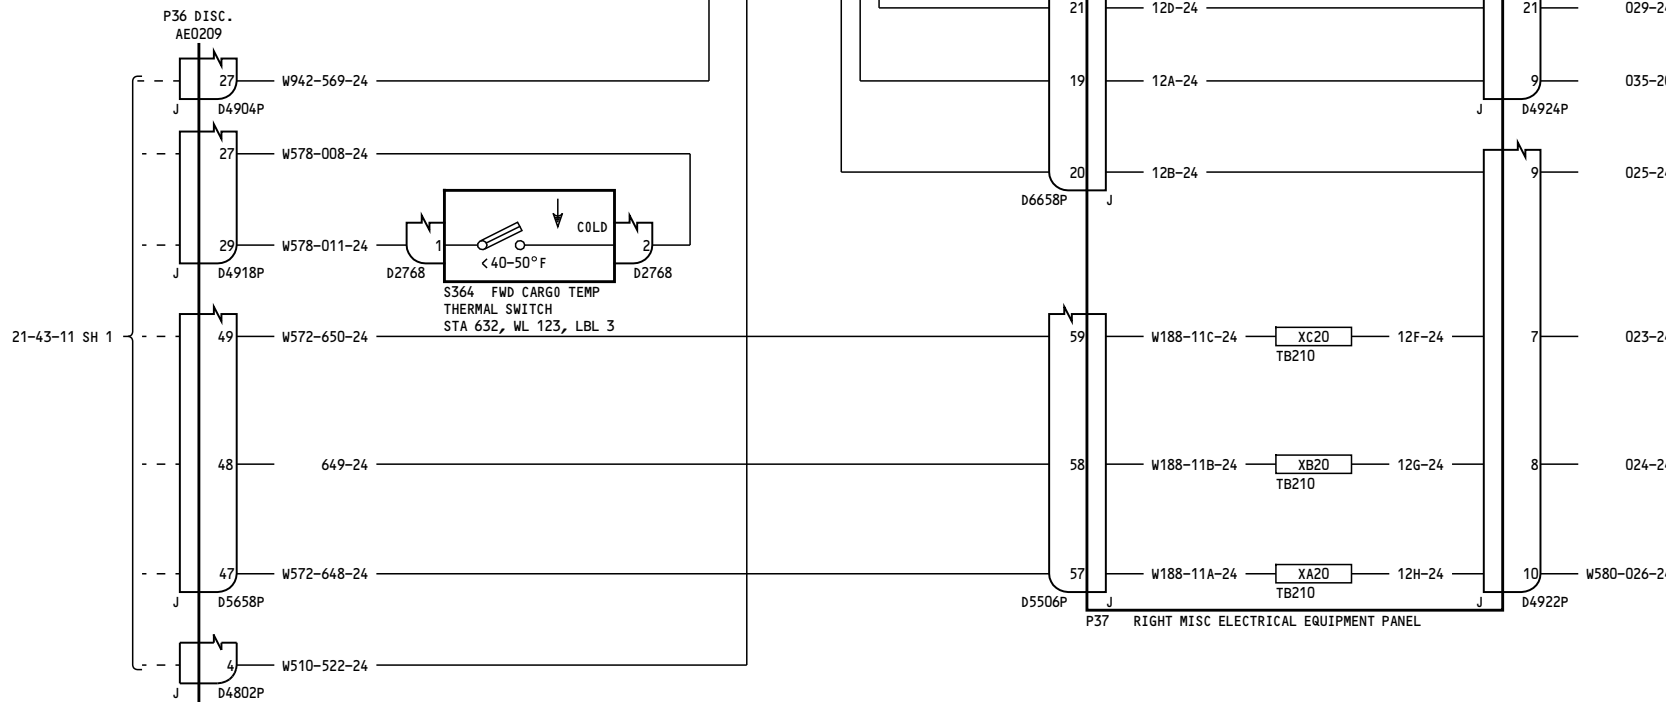 P36 DISC.
AE0209
21 12D-24 21 029-2
27 W942-569-24 19 12A-24 9 035-2
J D4904P J D4924P
27 W578-008-24
20 12B-24 9 025-2
D6658P J
COLD
29 W578-011-24 1 2
<40-50°F
J D4918P D2768 D2768
S364 FWD CARGO TEMP
THERMAL SWITCH
STA 632, WL 123, LBL 3
21-43-11 SH 1 49 W572-650-24 59 W188-11C-24 XC20 12F-24 7 023-2
TB210
48 649-24 58 W188-11B-24 XB20 12G-24 8 024-2
TB210
47 W572-648-24 57 W188-11A-24 XA20 12H-24 10 W580-026-2
TB210
J D5658P D5506P J J D4922P
P37 RIGHT MISC ELECTRICAL EQUIPMENT PANEL
4 W510-522-24
J D4802P